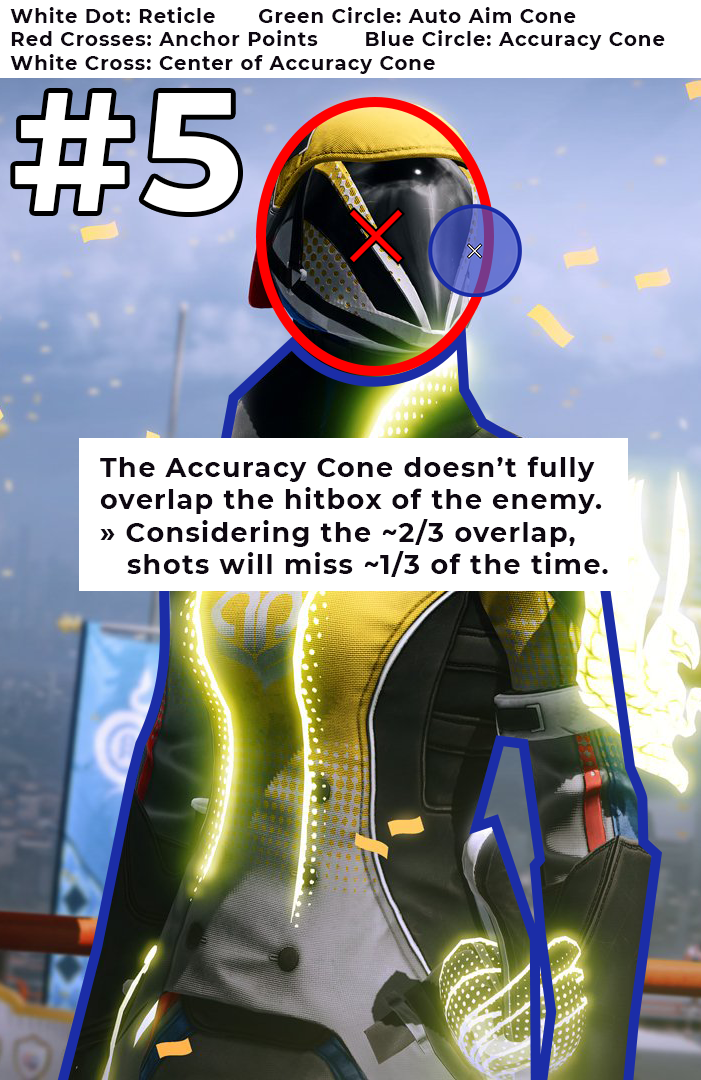 White Dot: Reticle Green Circle: Auto Aim Cone
Red Crosses: Anchor Points Blue Circle: Accuracy Cone
White Cross: Center of Accuracy Cone
#5
The Accuracy Cone doesn’t fully
overlap the hitbox of the enemy.
» Considering the ~2/3 overlap,
shots will miss ~1/3 of the time.